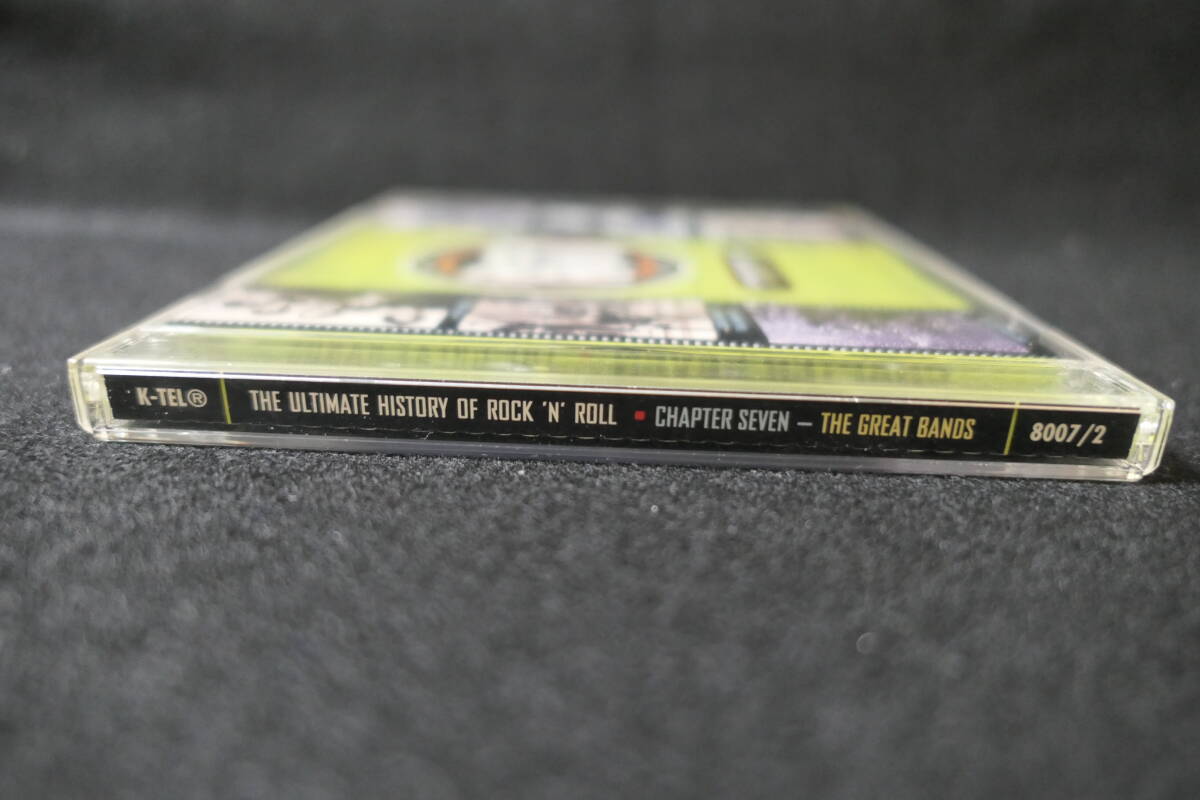 K-TEL® THE ULTIMATE HISTORY OF ROCK 'N' ROLL ▪ CHAPTER SEVEN – THE GREAT BANDS 8007/2